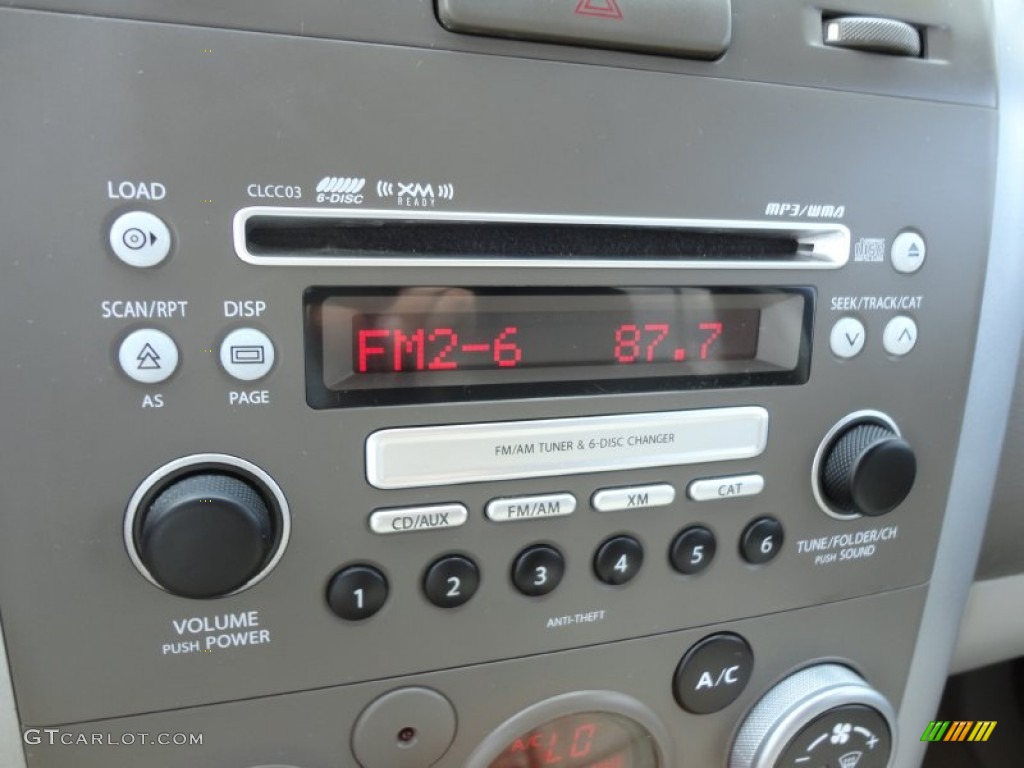 LOAD
CLCC03
6-DISC
XM
READY
MP3/WMA
disc
SCAN/RPT
DISP
SEEK/TRACK/CAT
FM2-6 87.7
AS
PAGE
FM/AM TUNER & 6-DISC CHANGER
CD/AUX
FM/AM
XM
CAT
1
2
3
4
5
6
TUNE/FOLDER/CH
PUSH SOUND
VOLUME
PUSH POWER
ANTI-THEFT
A/C
LO
GTCARLOT.COM